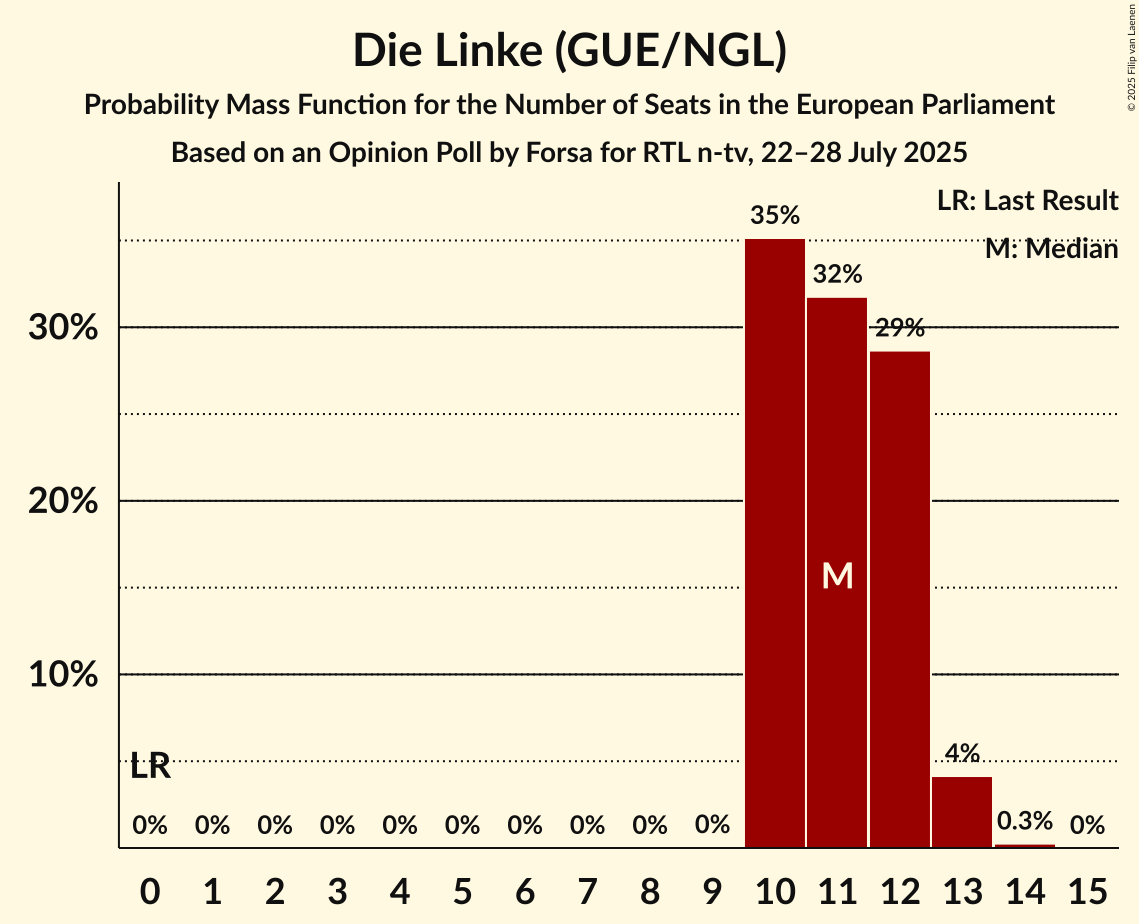 Die Linke (GUE/NGL)
Probability Mass Function for the Number of Seats in the European Parliament
Based on an Opinion Poll by Forsa for RTL n-tv, 22–28 July 2025
© 2025 Filip van Laenen
LR: Last Result
M: Median
35%
32%
29%
30%
20%
M
10%
LR
4%
0% 0% 0% 0% 0% 0% 0% 0% 0% 0% 0.3% 0%
0 1 2 3 4 5 6 7 8 9 10 11 12 13 14 15